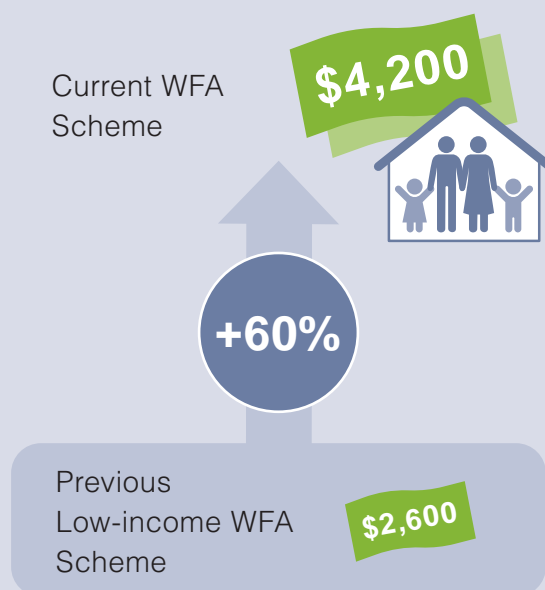 Current WFA
Scheme
$4,200
+60%
Previous
Low-income WFA
Scheme
$2,600